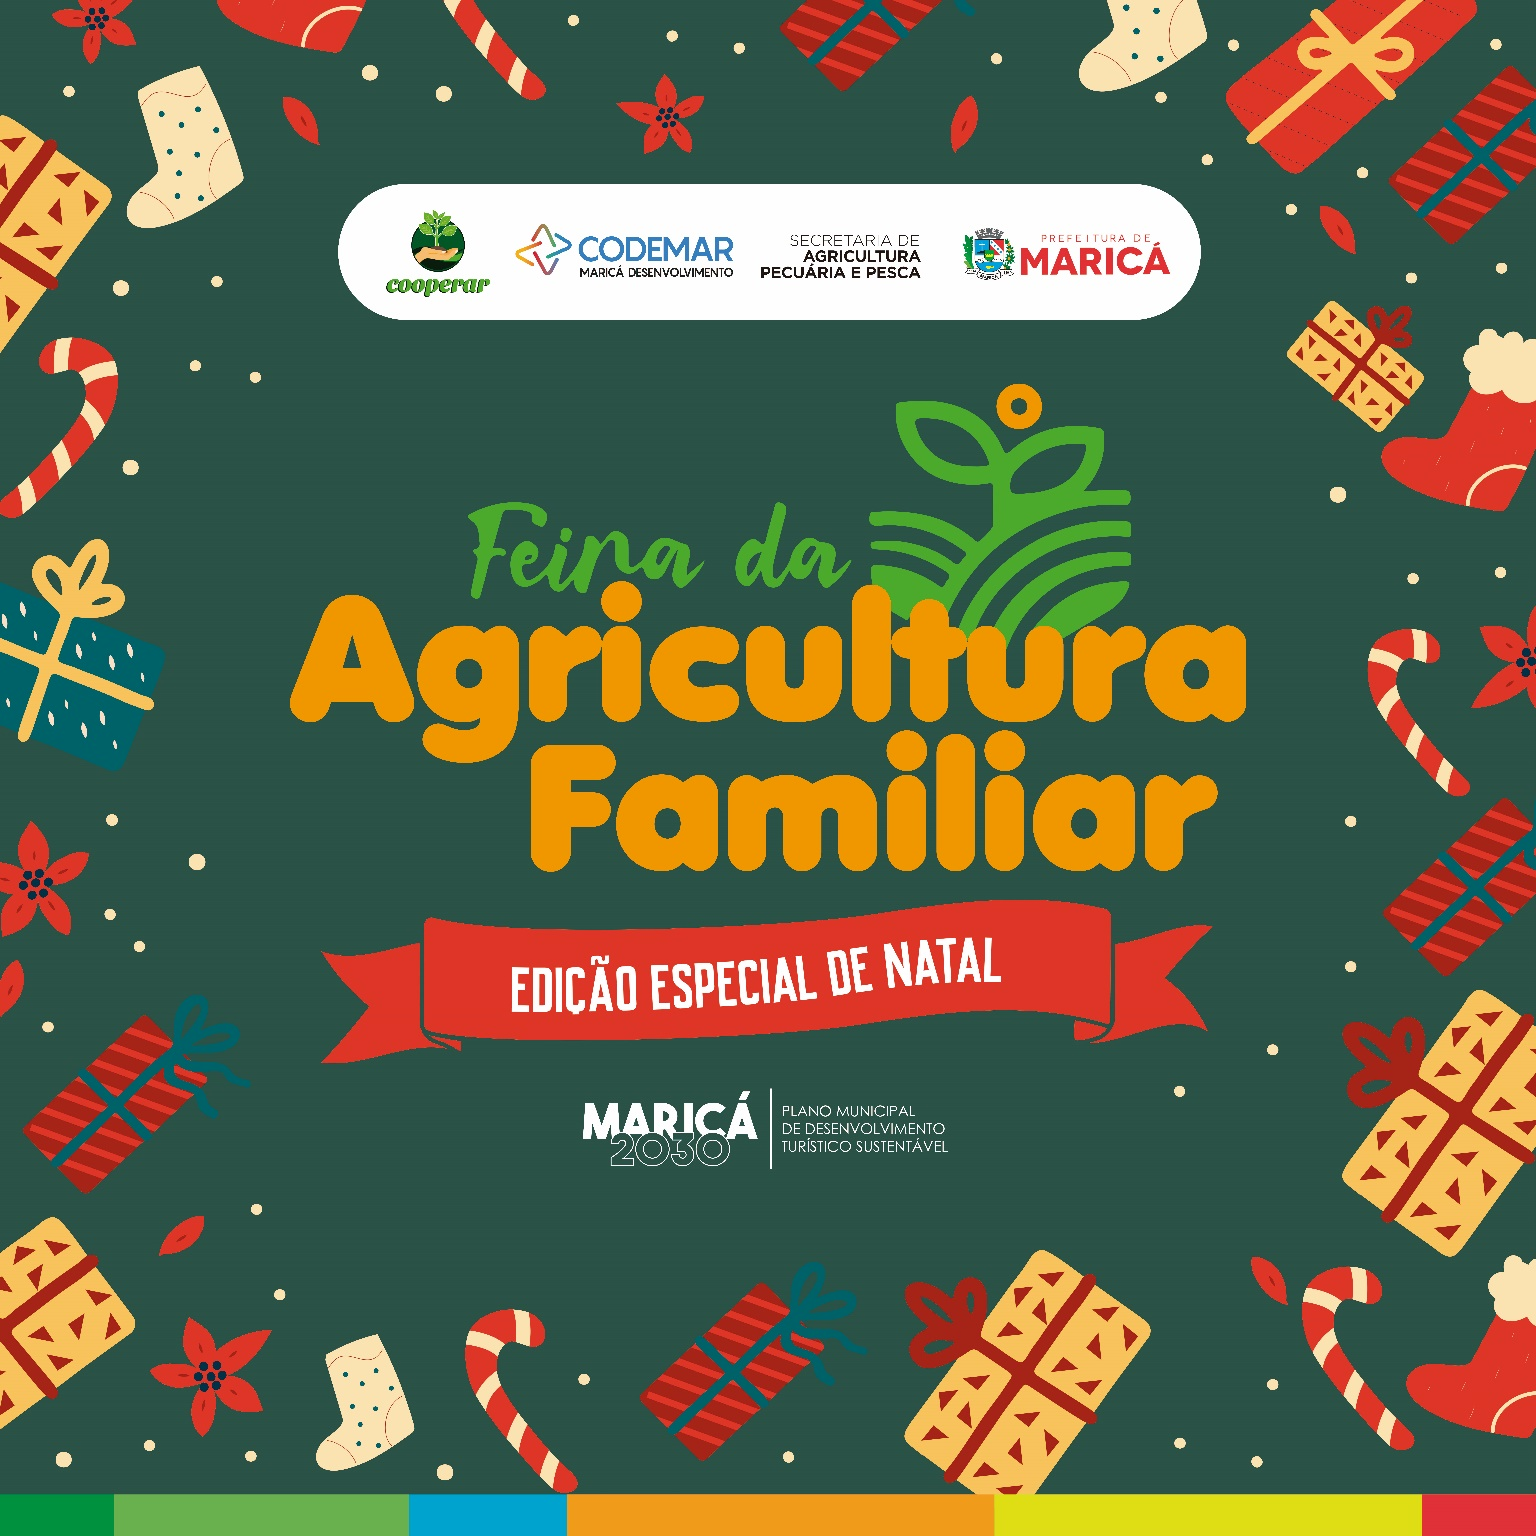 cooperar
CODEMAR
MARICÁ DESENVOLVIMENTO
SECRETARIA DE
AGRICULTURA
PECUÁRIA E PESCA
PREFEITURA DE
MARICÁ
Feira da
Agricultura
Familiar
EDIÇÃO ESPECIAL DE NATAL
MARICÁ
2030
PLANO MUNICIPAL
DE DESENVOLVIMENTO
TURÍSTICO SUSTENTÁVEL